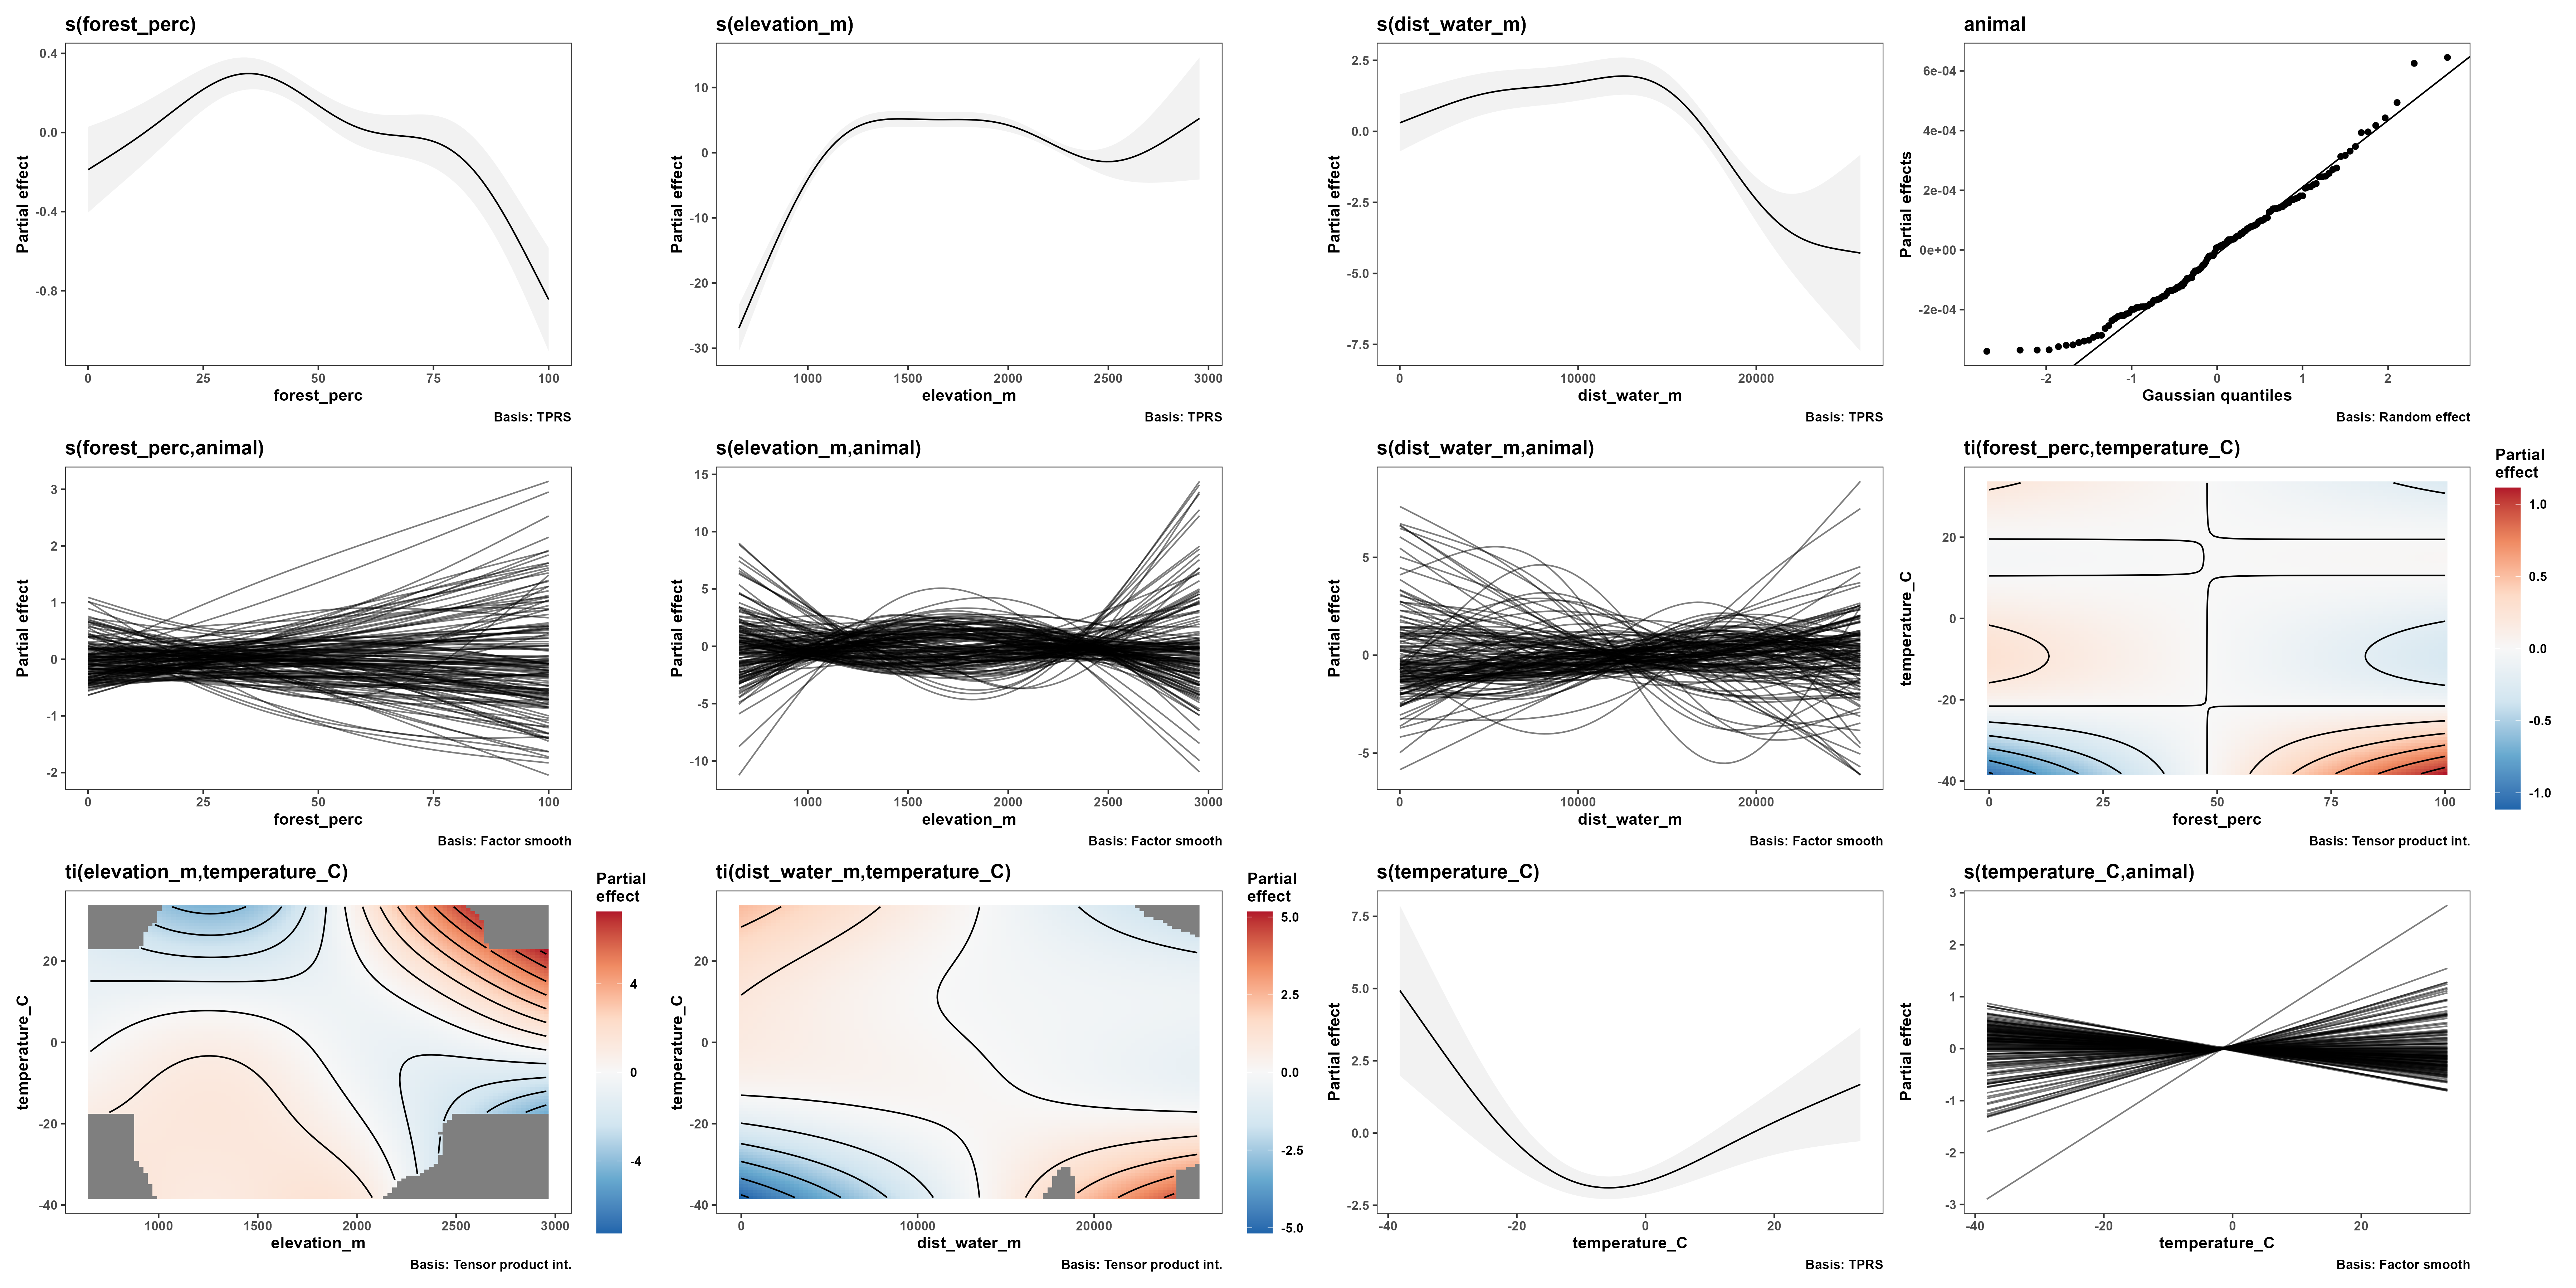 s(forest_perc)
0.4
0.0
-0.4
-0.8
Partial effect
0
25
50
75
100
forest_perc
Basis: TPRS
s(elevation_m)
10
0
-10
-20
-30
Partial effect
1000
1500
2000
2500
3000
elevation_m
Basis: TPRS
s(dist_water_m)
2.5
0.0
-2.5
-5.0
-7.5
Partial effect
0
10000
20000
dist_water_m
Basis: TPRS
animal
6e-04
4e-04
2e-04
0e+00
-2e-04
Partial effects
-2
-1
0
1
2
Gaussian quantiles
Basis: Random effect
s(forest_perc,animal)
3
2
1
0
-1
-2
Partial effect
0
25
50
75
100
forest_perc
Basis: Factor smooth
s(elevation_m,animal)
15
10
5
0
-5
-10
Partial effect
1000
1500
2000
2500
3000
elevation_m
Basis: Factor smooth
s(dist_water_m,animal)
5
0
-5
Partial effect
0
10000
20000
dist_water_m
Basis: Factor smooth
ti(forest_perc,temperature_C)
20
0
-20
-40
temperature_C
0
25
50
75
100
forest_perc
Basis: Tensor product int.
Partial
effect
1.0
0.5
0.0
-0.5
-1.0
ti(elevation_m,temperature_C)
20
0
-20
-40
temperature_C
1000
1500
2000
2500
3000
elevation_m
Basis: Tensor product int.
Partial
effect
4
0
-4
ti(dist_water_m,temperature_C)
20
0
-20
-40
temperature_C
0
10000
20000
dist_water_m
Basis: Tensor product int.
Partial
effect
5.0
2.5
0.0
-2.5
-5.0
s(temperature_C)
7.5
5.0
2.5
0.0
-2.5
Partial effect
-40
-20
0
20
temperature_C
Basis: TPRS
s(temperature_C,animal)
3
2
1
0
-1
-2
-3
Partial effect
-40
-20
0
20
temperature_C
Basis: Factor smooth